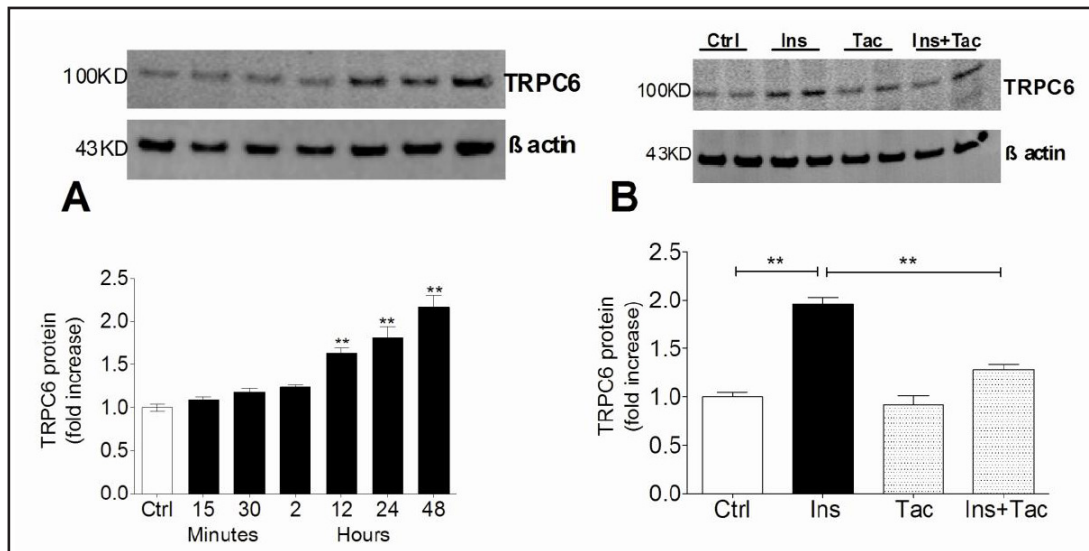 100KD
TRPC6
43KD
ß actin
A
TRPC6 protein
(fold increase)
2.5
2.0
1.5
1.0
0.5
0.0
** ** **
Ctrl 15 30 2 12 24 48
Minutes Hours
Ctrl Ins Tac Ins+Tac
100KD
TRPC6
43KD
ß actin
B
TRPC6 protein
(fold increase)
2.5
2.0
1.5
1.0
0.5
0.0
** **
Ctrl Ins Tac Ins+Tac